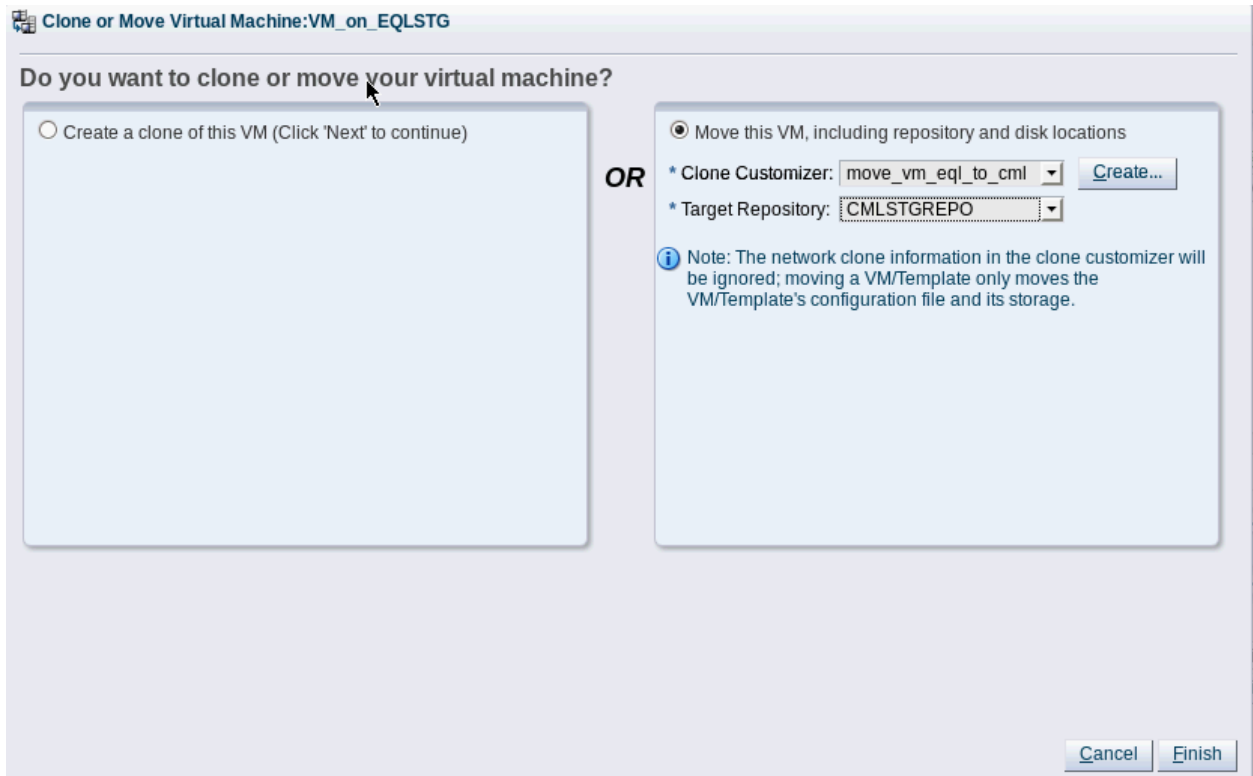 Clone or Move Virtual Machine:VM_on_EQLSTG
Do you want to clone or move your virtual machine?
Create a clone of this VM (Click 'Next' to continue)
OR
Move this VM, including repository and disk locations
* Clone Customizer: move_vm_eql_to_cml Create...
* Target Repository: CMLSTGREPO
Note: The network clone information in the clone customizer will
be ignored; moving a VM/Template only moves the
VM/Template's configuration file and its storage.
Cancel Finish